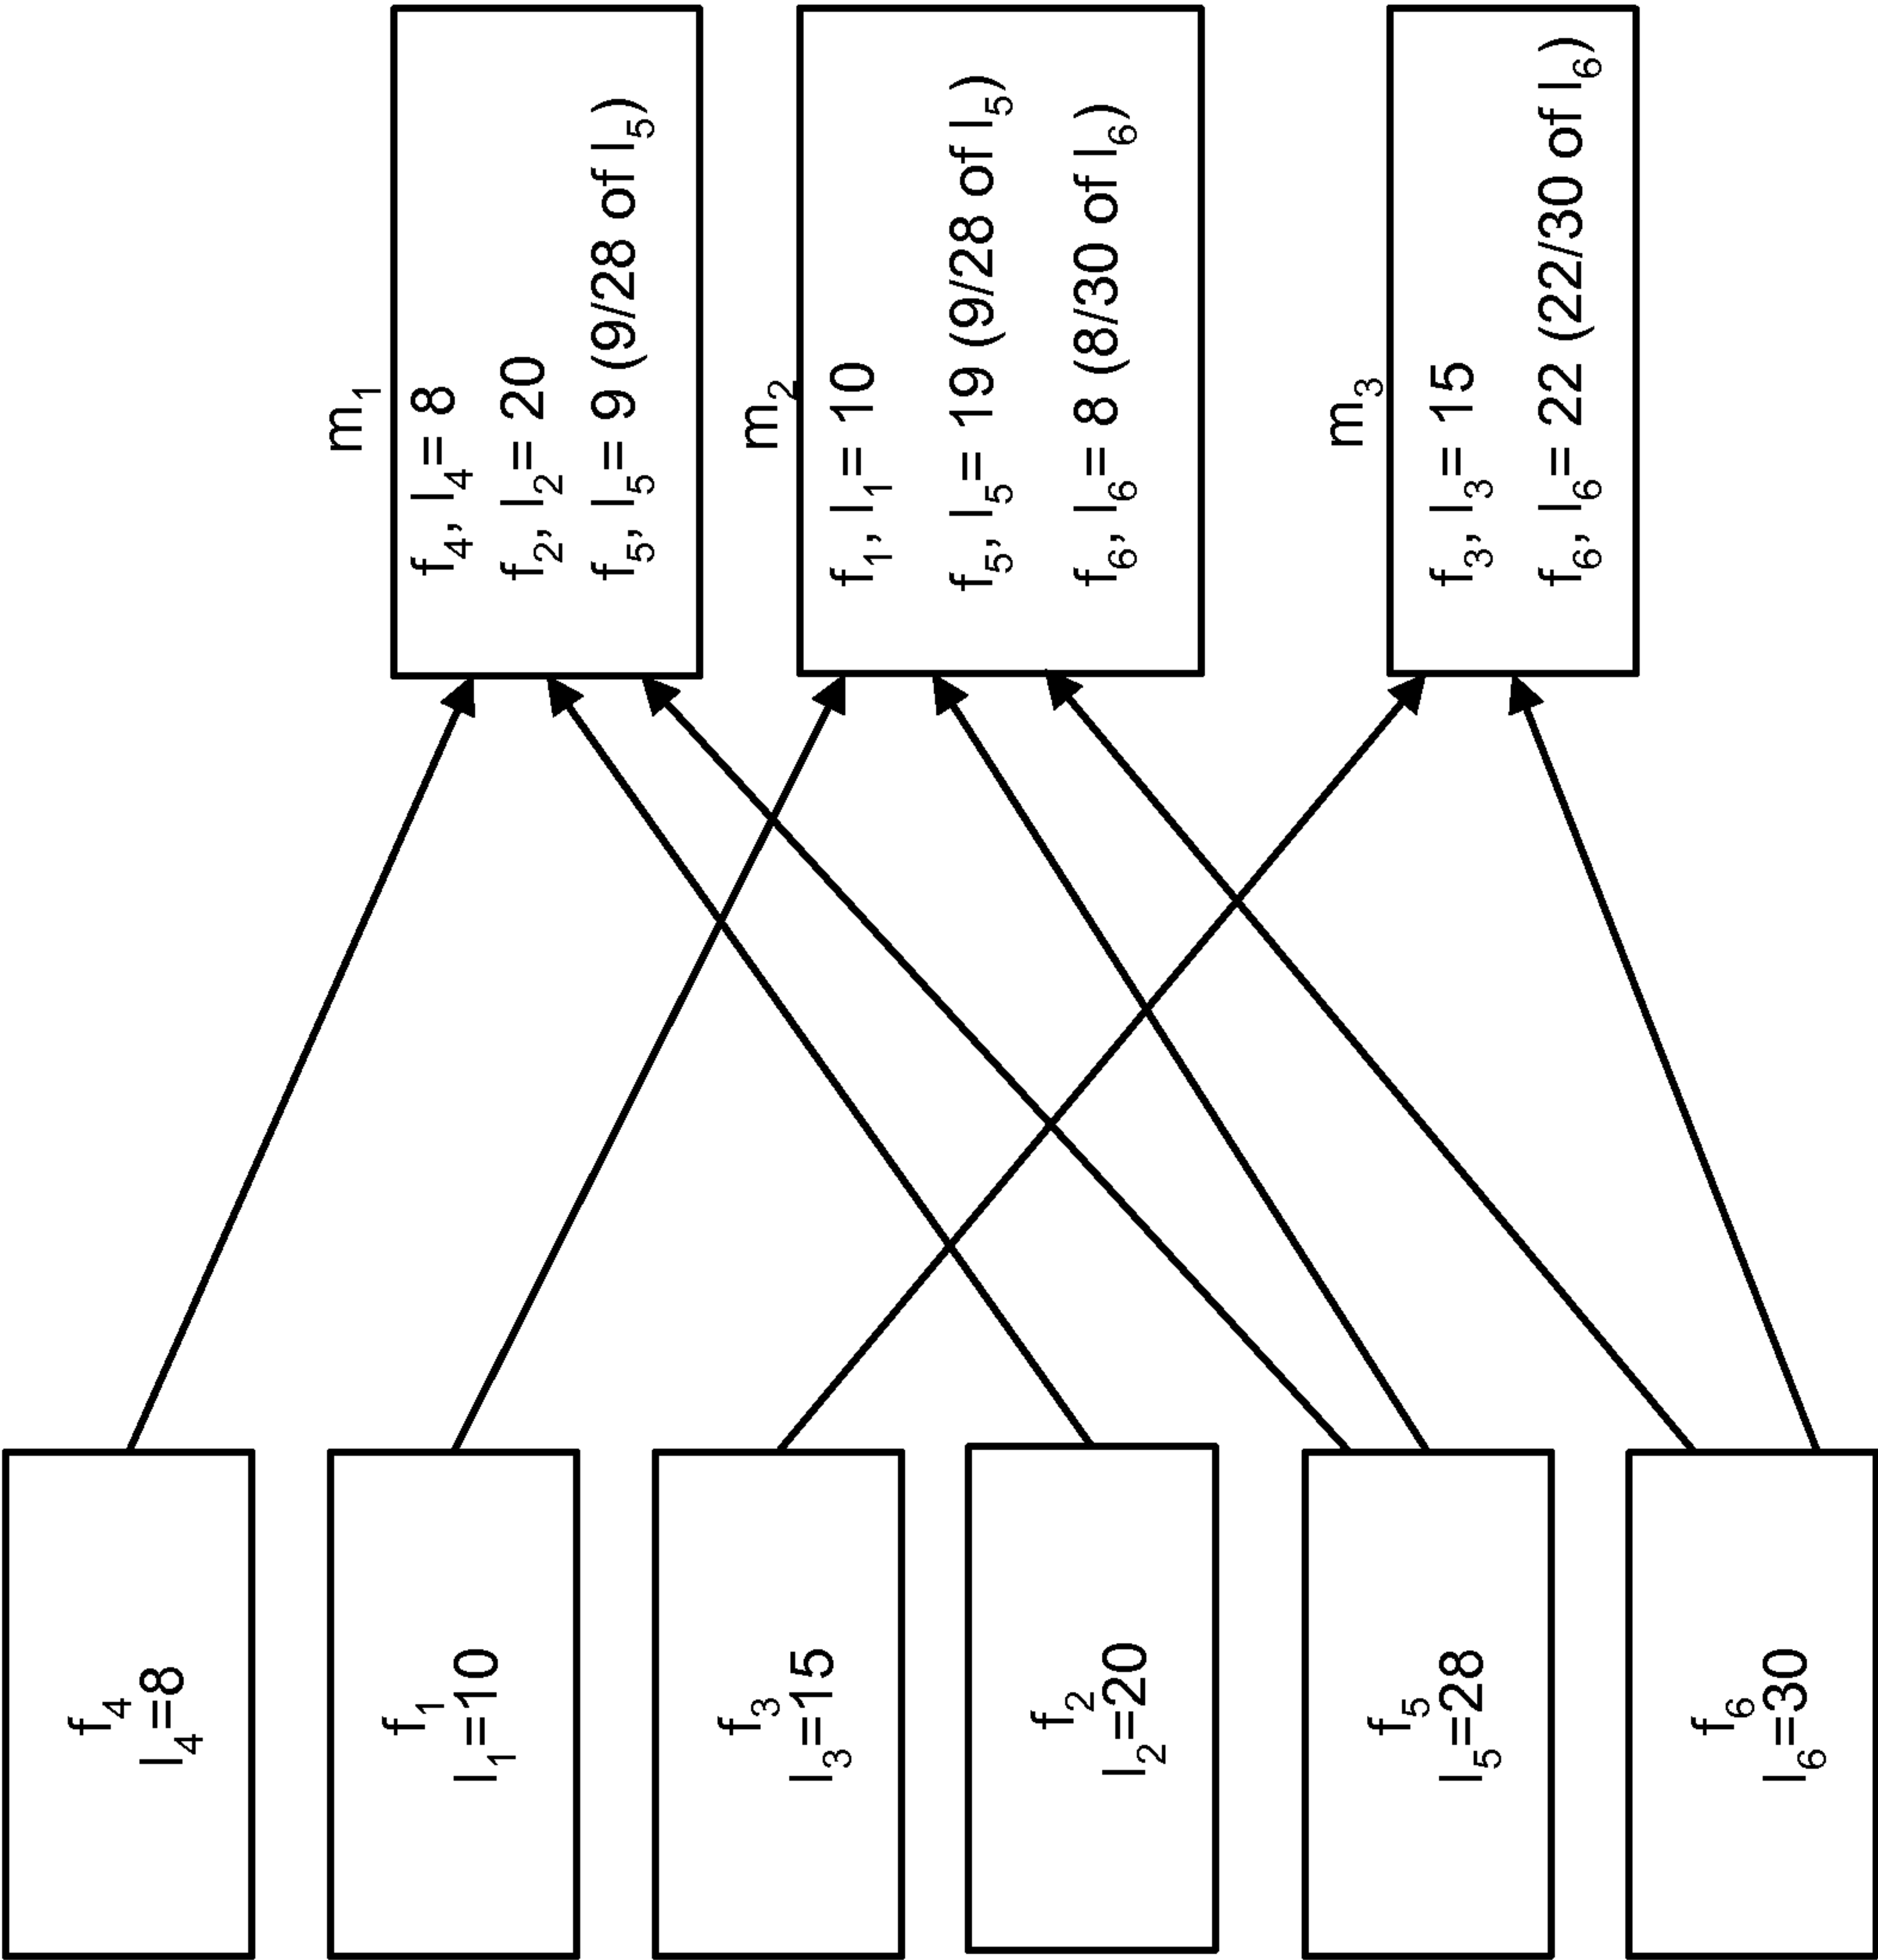 f4
l4=8
f1
l1=10
f3
l3=15
f2
l2=20
f5
l5=28
f6
l6=30
m1
f4, l4= 8
f2, l2= 20
f5, l5= 9 (9/28 of l5)
m2
f1, l1= 10
f5, l5= 19 (9/28 of l5)
f6, l6= 8 (8/30 of l6)
m3
f3, l3= 15
f6, l6= 22 (22/30 of l6)